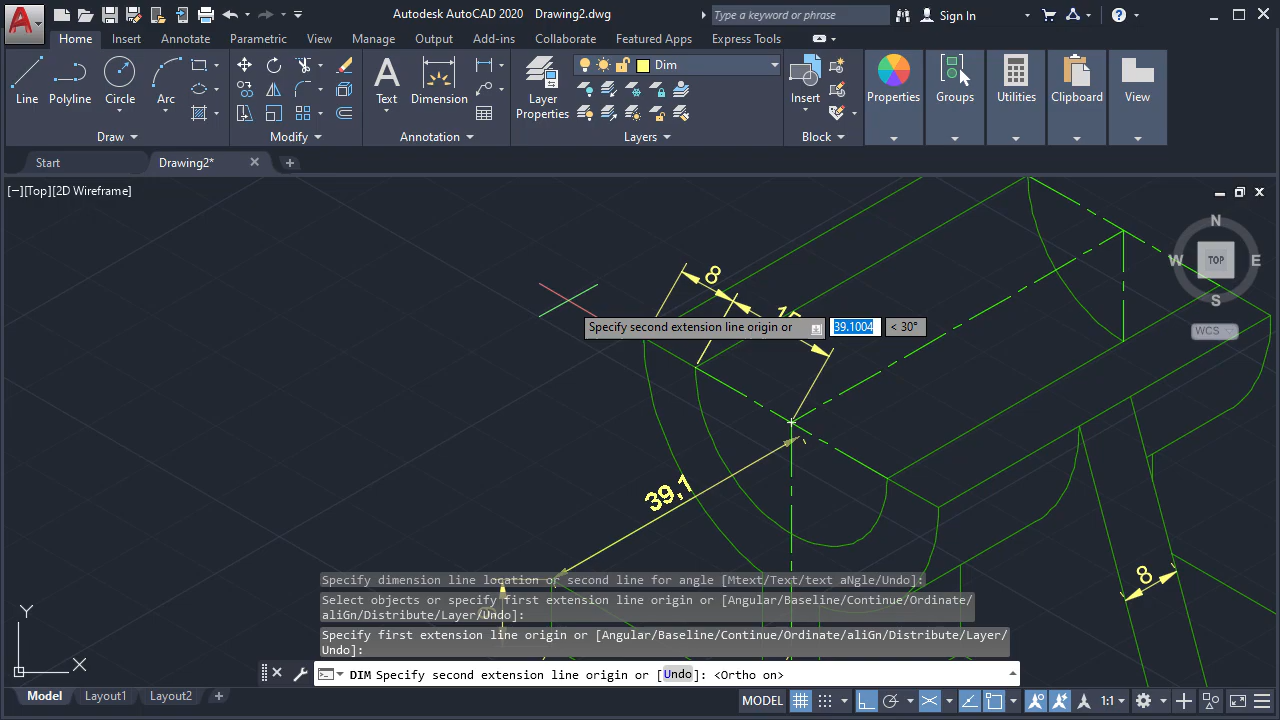 Autodesk AutoCAD 2020 Drawing2.dwg
Type a keyword or phrase
Sign In
Home Insert Annotate Parametric View Manage Output Add-ins Collaborate Featured Apps Express Tools
Line Polyline Circle Arc
Draw
Modify
Text Dimension
Annotation
Layer
Properties
Dim
Layers
Insert
Block
Properties
Groups
Utilities
Clipboard
View
Start Drawing2*
[−][Top][2D Wireframe]
N
W TOP E
S
WCS
8
Specify second extension line origin or 39.1004 < 30°
39,1
8
Specify dimension line location or second line for angle [Mtext/Text/text aNgle/Undo]:
Select objects or specify first extension line origin or [Angular/Baseline/Continue/Ordinate/
aliGn/Distribute/Layer/Undo]:
Specify first extension line origin or [Angular/Baseline/Continue/Ordinate/aliGn/Distribute/Layer/
Undo]:
Y
X
DIM Specify second extension line origin or [Undo]: <Ortho on>
Model Layout1 Layout2
MODEL
1:1